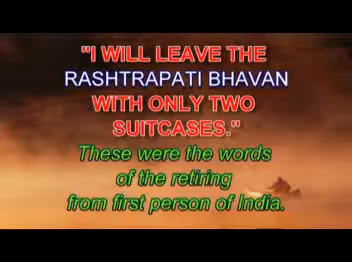 "I WILL LEAVE THE
RASHTRAPATI BHAVAN
WITH ONLY TWO
SUITCASES."
These were the words
of the retiring
from first person of India.